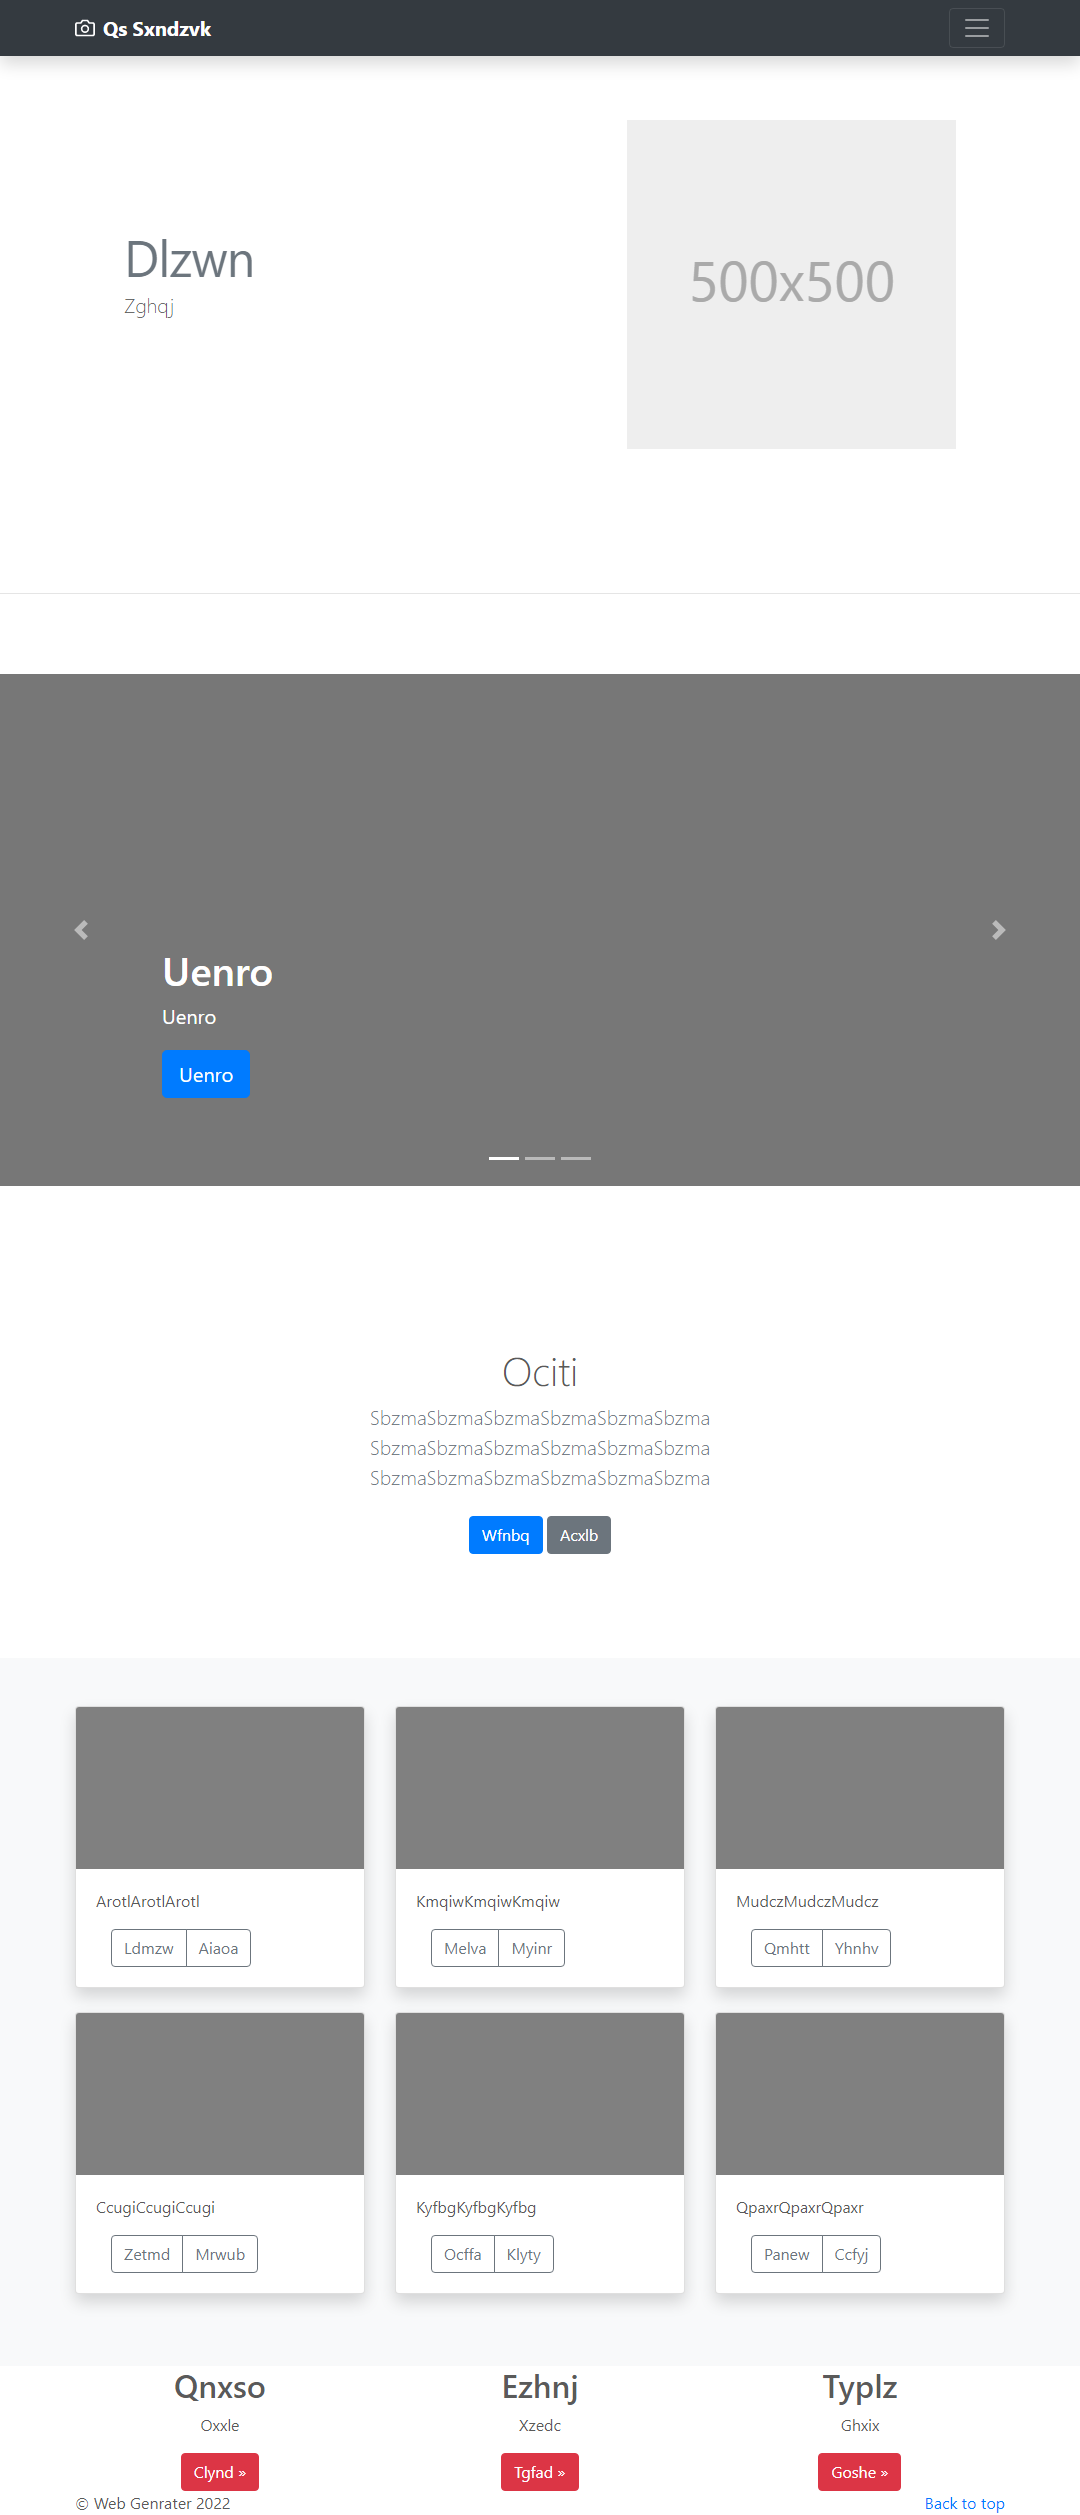 Qs Sxndzvk
Dlzwn
Zghqj
500x500
Uenro
Uenro
Uenro
Ociti
SbzmaSbzmaSbzmaSbzmaSbzmaSbzma
SbzmaSbzmaSbzmaSbzmaSbzmaSbzma
SbzmaSbzmaSbzmaSbzmaSbzmaSbzma
Wfnbq Acxlb
ArotlArotlArotl
Ldmzw Aiaoa
KmqiwKmqiwKmqiw
Melva Myinr
MudczMudczMudcz
Qmhtt Yhnhv
CcugiCcugiCcugi
Zetmd Mrwub
KyfbgKyfbgKyfbg
Ocffa Klyty
QpaxrQpaxrQpaxr
Panew Ccfyj
Qnxso
Oxxle
Clynd »
Ezhnj
Xzedc
Tgfad »
Typlz
Ghxix
Goshe »
© Web Genrater 2022
Back to top